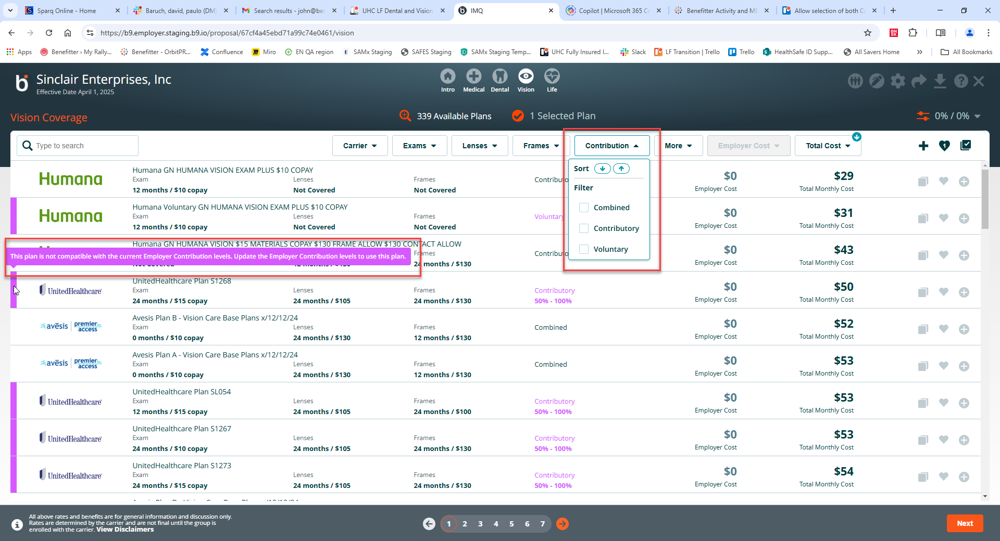 Sparq Online - Home
Baruch, david, paulo (DM)
Search results - john@be
UHC LF Dental and Vision
IMQ
Copilot | Microsoft 365 C
Benefitter Activity and M
Allow selection of both C
https://b9.employer.staging.b9.io/proposal/67cf4a45ebd71a99c74e0461/vision
Apps
Benefitter › My Rally...
Benefitter - OrbitPR...
Confluence
Miro
EN QA region
SAMx Staging
SAFES Staging
SAMx Staging Temp...
UHC Fully Insured I...
Slack
LF Transition | Trello
Trello
HealthSafe ID Supp...
All Savers Home
»
All Bookmarks
Sinclair Enterprises, Inc
Effective Date April 1, 2025
Intro
Medical
Dental
Vision
Life
Vision Coverage
339 Available Plans
1 Selected Plan
0% / 0%
Type to search
Carrier
Exams
Lenses
Frames
Contribution
More
Employer Cost
Total Cost
1
Sort
Filter
Combined
Contributory
Voluntary
Humana
Humana GN HUMANA VISION EXAM PLUS $10 COPAY
Exam
Lenses
Frames
12 months / $10 copay
Not Covered
Not Covered
Contributo
$0
Employer Cost
$29
Total Monthly Cost
Humana
Humana Voluntary GN HUMANA VISION EXAM PLUS $10 COPAY
Exam
Lenses
Frames
12 months / $10 copay
Not Covered
Not Covered
Voluntary
$0
Employer Cost
$31
Total Monthly Cost
Humana GN HUMANA VISION $15 MATERIALS COPAY $130 FRAME ALLOW $130 CONTACT ALLOW
This plan is not compatible with the current Employer Contribution levels. Update the Employer Contribution levels to use this plan.
Frames
24 months / $130
Contributo
$0
Employer Cost
$43
Total Monthly Cost
UnitedHealthcare
UnitedHealthcare Plan S1268
Exam
Lenses
Frames
24 months / $15 copay
24 months / $105
24 months / $130
Contributory
50% - 100%
$0
Employer Cost
$50
Total Monthly Cost
avēsis premier access
Avesis Plan B - Vision Care Base Plans x/12/12/24
Exam
Lenses
Frames
0 months / $10 copay
24 months / $130
12 months / $130
Combined
$0
Employer Cost
$52
Total Monthly Cost
avēsis premier access
Avesis Plan A - Vision Care Base Plans x/12/12/24
Exam
Lenses
Frames
0 months / $10 copay
24 months / $130
12 months / $130
Combined
$0
Employer Cost
$53
Total Monthly Cost
UnitedHealthcare
UnitedHealthcare Plan SL054
Exam
Lenses
Frames
12 months / $15 copay
24 months / $105
24 months / $100
Contributory
50% - 100%
$0
Employer Cost
$53
Total Monthly Cost
UnitedHealthcare
UnitedHealthcare Plan S1267
Exam
Lenses
Frames
24 months / $10 copay
24 months / $105
24 months / $130
Contributory
50% - 100%
$0
Employer Cost
$53
Total Monthly Cost
UnitedHealthcare
UnitedHealthcare Plan S1273
Exam
Lenses
Frames
24 months / $15 copay
24 months / $105
24 months / $130
Contributory
50% - 100%
$0
Employer Cost
$54
Total Monthly Cost
All above rates and benefits are for general information and discussion only.
Rates are determined by the carrier and are not final until the group is
enrolled with the carrier. View Disclaimers
1 2 3 4 5 6 7
Next